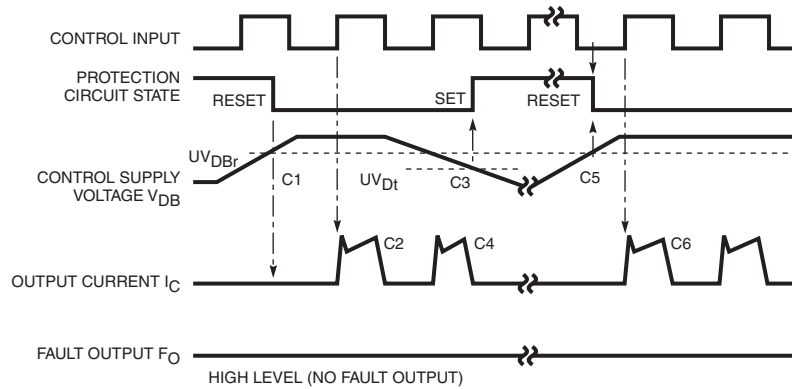 CONTROL INPUT
PROTECTION
CIRCUIT STATE
RESET
SET
RESET
UVDBr
CONTROL SUPPLY
VOLTAGE VDB
C1
UVDt
C3
C5
C2
C4
C6
OUTPUT CURRENT IC
FAULT OUTPUT FO
HIGH LEVEL (NO FAULT OUTPUT)